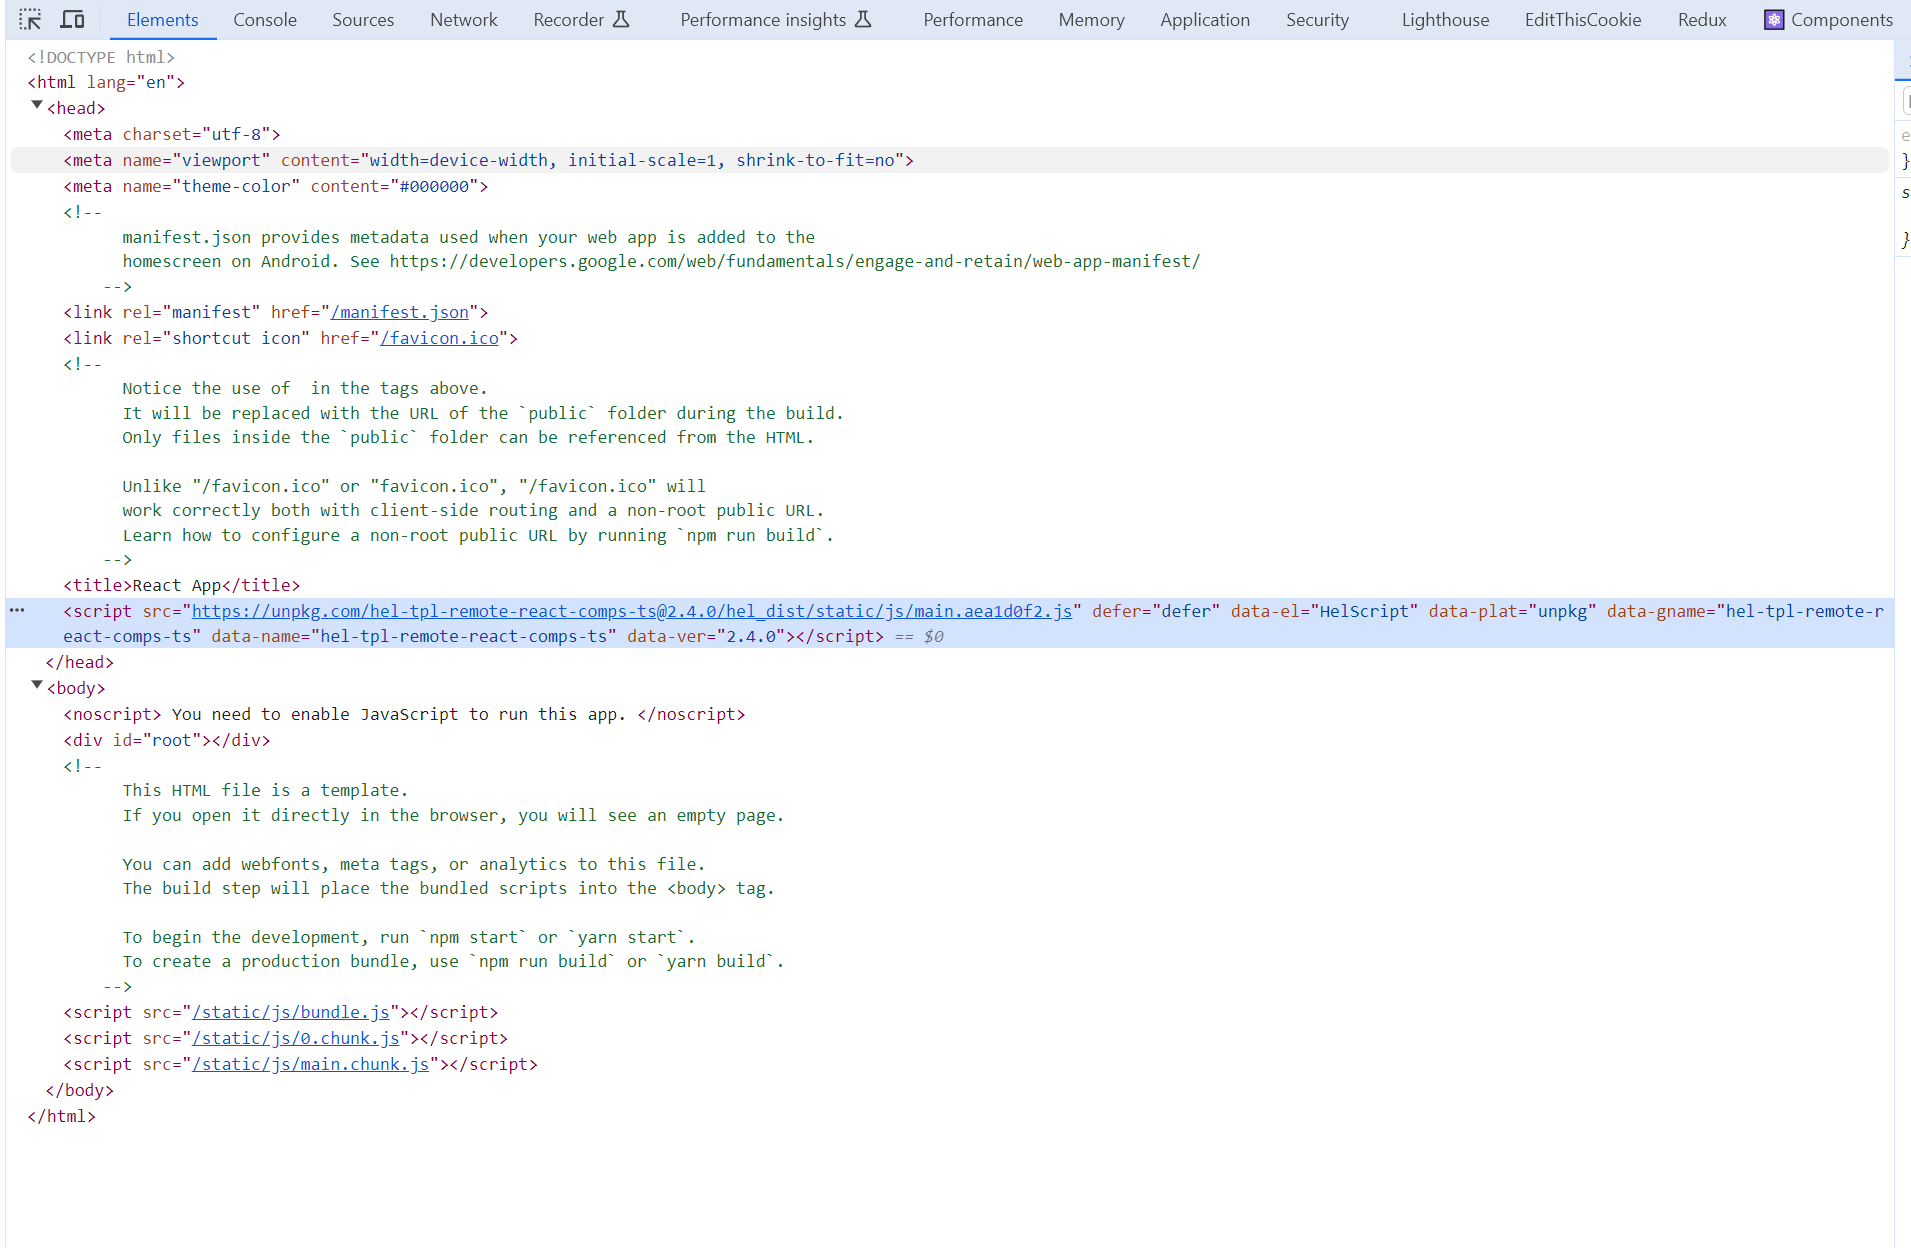 Elements Console Sources Network Recorder Performance insights Performance Memory Application Security Lighthouse EditThisCookie Redux Components
<!DOCTYPE html>
<html lang="en">
<head>
<meta charset="utf-8">
<meta name="viewport" content="width=device-width, initial-scale=1, shrink-to-fit=no">
<meta name="theme-color" content="#000000">
<!--
manifest.json provides metadata used when your web app is added to the
homescreen on Android. See https://developers.google.com/web/fundamentals/engage-and-retain/web-app-manifest/
-->
<link rel="manifest" href="/manifest.json">
<link rel="shortcut icon" href="/favicon.ico">
<!--
Notice the use of  in the tags above.
It will be replaced with the URL of the `public` folder during the build.
Only files inside the `public` folder can be referenced from the HTML.
Unlike "/favicon.ico" or "favicon.ico", "/favicon.ico" will
work correctly both with client-side routing and a non-root public URL.
Learn how to configure a non-root public URL by running `npm run build`.
-->
<title>React App</title>
<script src="https://unpkg.com/hel-tpl-remote-react-comps-ts@2.4.0/hel_dist/static/js/main.aea1d0f2.js" defer="defer" data-el="HelScript" data-plat="unpkg" data-gname="hel-tpl-remote-r
eact-comps-ts" data-name="hel-tpl-remote-react-comps-ts" data-ver="2.4.0"></script> == $0
</head>
<body>
<noscript> You need to enable JavaScript to run this app. </noscript>
<div id="root"></div>
<!--
This HTML file is a template.
If you open it directly in the browser, you will see an empty page.
You can add webfonts, meta tags, or analytics to this file.
The build step will place the bundled scripts into the <body> tag.
To begin the development, run `npm start` or `yarn start`.
To create a production bundle, use `npm run build` or `yarn build`.
-->
<script src="/static/js/bundle.js"></script>
<script src="/static/js/0.chunk.js"></script>
<script src="/static/js/main.chunk.js"></script>
</body>
</html>
e
}
s
}